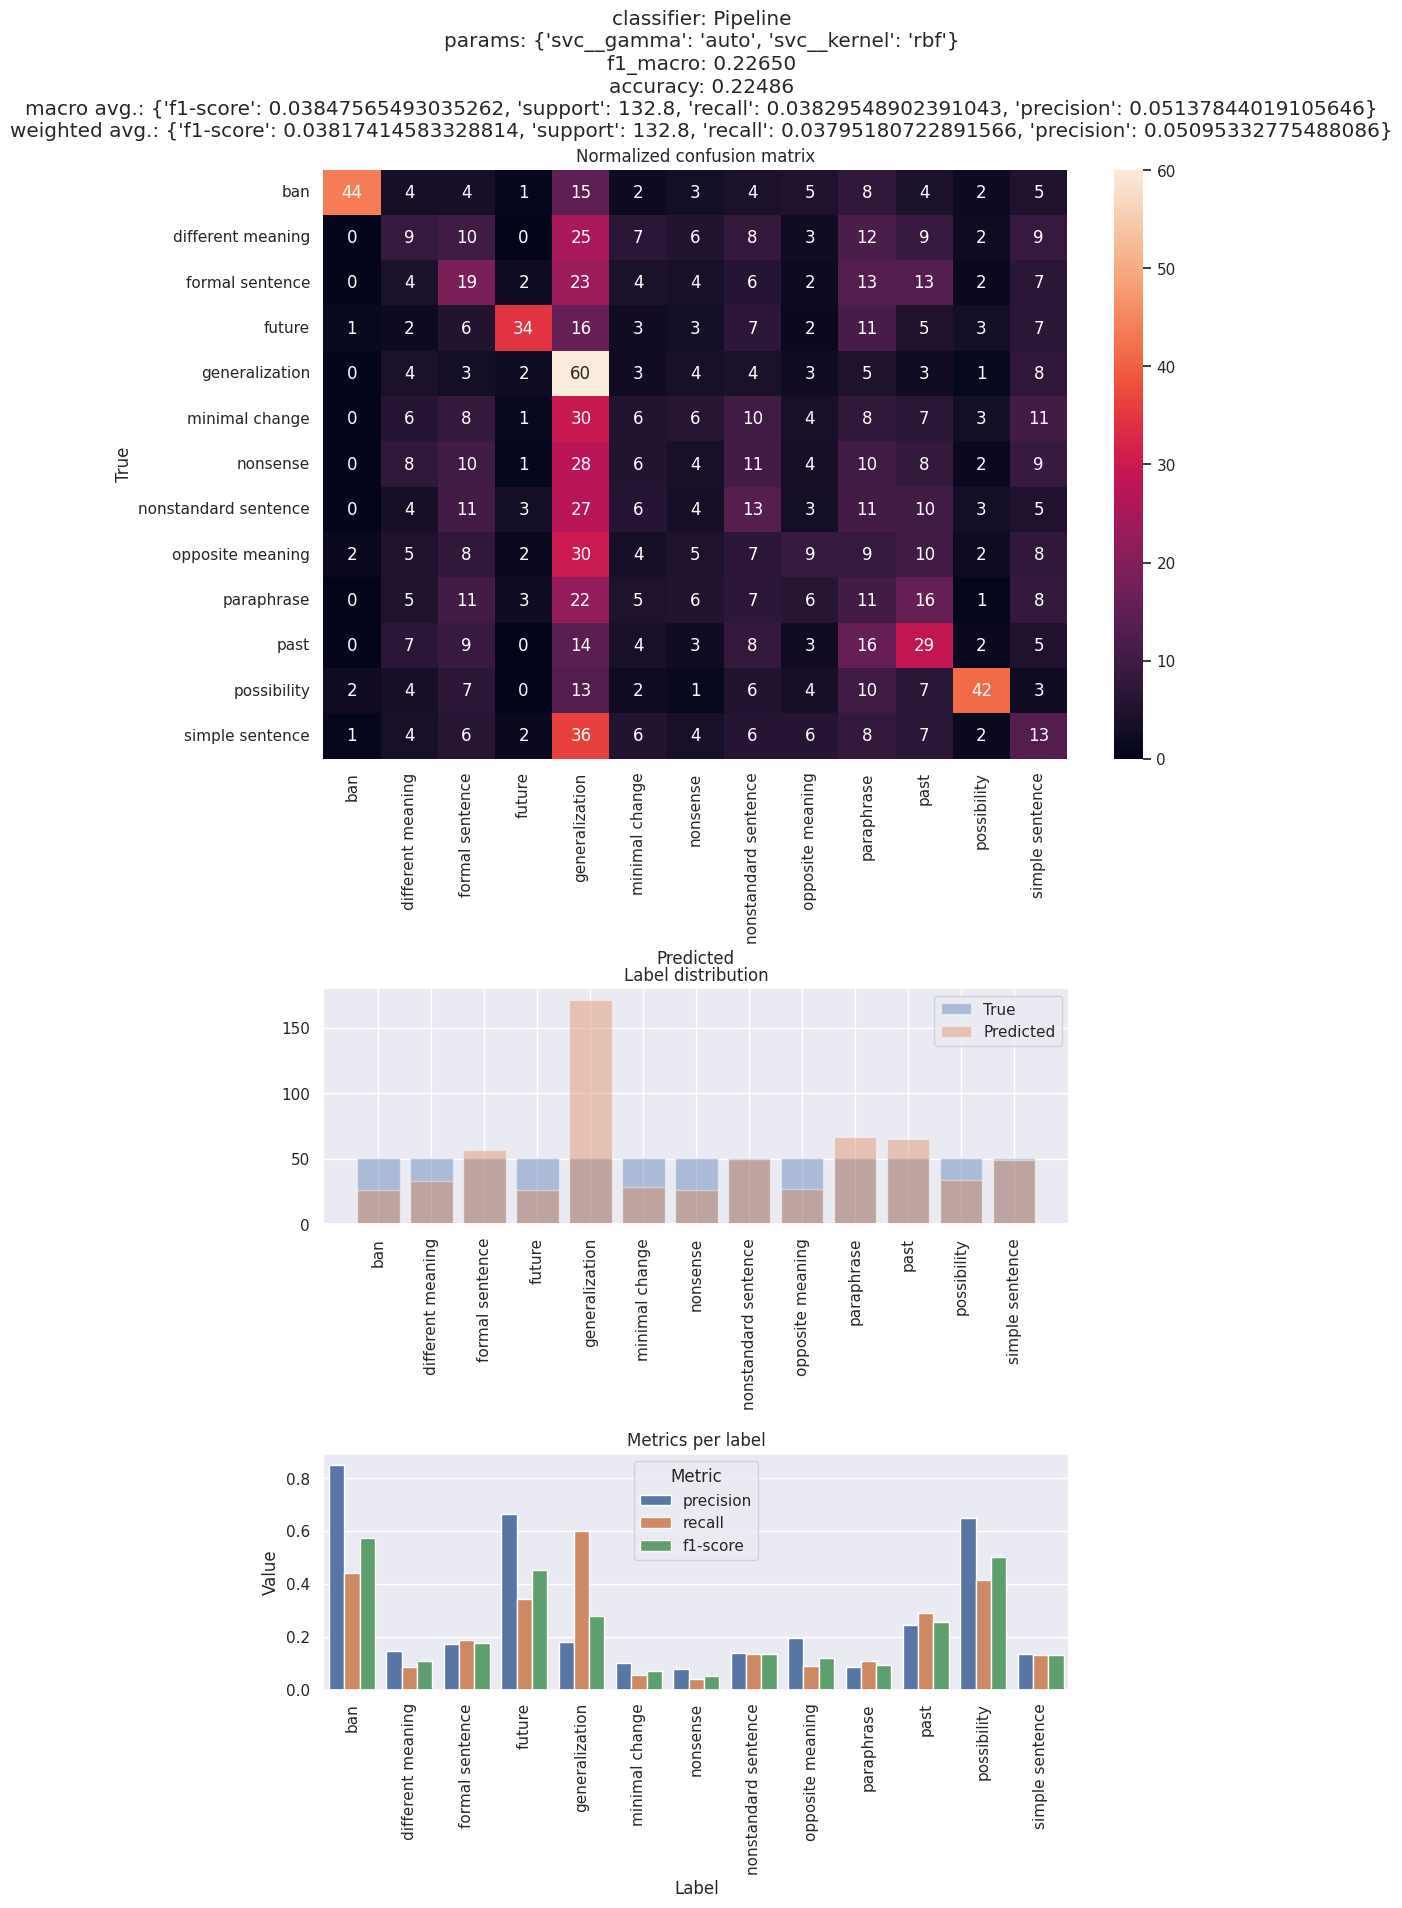 classifier: Pipeline
params: {'svc__gamma': 'auto', 'svc__kernel': 'rbf'}
f1_macro: 0.22650
accuracy: 0.22486
macro avg.: {'f1-score': 0.03847565493035262, 'support': 132.8, 'recall': 0.03829548902391043, 'precision': 0.05137844019105646}
weighted avg.: {'f1-score': 0.03817414583328814, 'support': 132.8, 'recall': 0.03795180722891566, 'precision': 0.05095332775488086}
Normalized confusion matrix
True
ban 44 4 4 1 15 2 3 4 5 8 4 2 5
different meaning 0 9 10 0 25 7 6 8 3 12 9 2 9
formal sentence 0 4 19 2 23 4 4 6 2 13 13 2 7
future 1 2 6 34 16 3 3 7 2 11 5 3 7
generalization 0 4 3 2 60 3 4 4 3 5 3 1 8
minimal change 0 6 8 1 30 6 6 10 4 8 7 3 11
nonsense 0 8 10 1 28 6 4 11 4 10 8 2 9
nonstandard sentence 0 4 11 3 27 6 4 13 3 11 10 3 5
opposite meaning 2 5 8 2 30 4 5 7 9 9 10 2 8
paraphrase 0 5 11 3 22 5 6 7 6 11 16 1 8
past 0 7 9 0 14 4 3 8 3 16 29 2 5
possibility 2 4 7 0 13 2 1 6 4 10 7 42 3
simple sentence 1 4 6 2 36 6 4 6 6 8 7 2 13
ban
different meaning
formal sentence
future
generalization
minimal change
nonsense
nonstandard sentence
opposite meaning
paraphrase
past
possibility
simple sentence
Predicted
60
50
40
30
20
10
0
Label distribution
True
Predicted
150
100
50
0
ban
different meaning
formal sentence
future
generalization
minimal change
nonsense
nonstandard sentence
opposite meaning
paraphrase
past
possibility
simple sentence
Metrics per label
Metric
precision
recall
f1-score
Value
0.8
0.6
0.4
0.2
0.0
ban
different meaning
formal sentence
future
generalization
minimal change
nonsense
nonstandard sentence
opposite meaning
paraphrase
past
possibility
simple sentence
Label